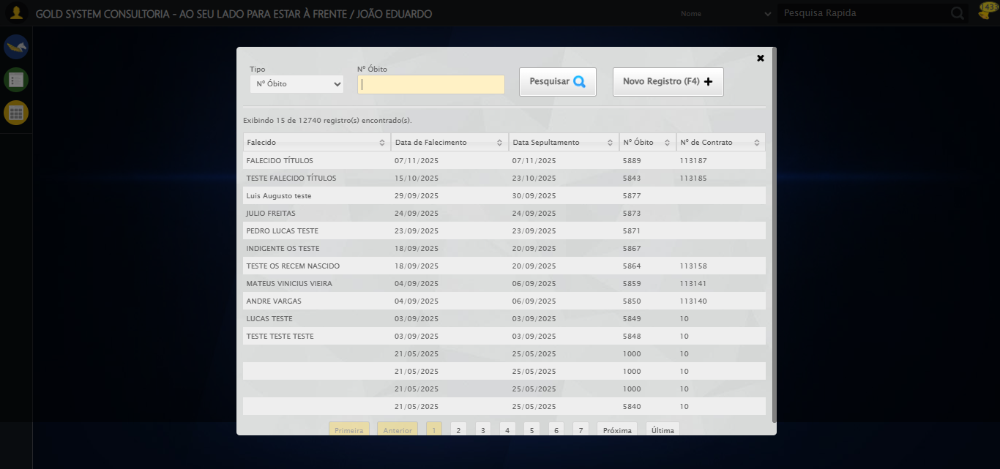 GOLD SYSTEM CONSULTORIA - AO SEU LADO PARA ESTAR À FRENTE / JOÃO EDUARDO
Nome
Pesquisa Rapida
1433
Tipo
Nº Óbito
Nº Óbito
Pesquisar
Novo Registro (F4)
Exibindo 15 de 12740 registro(s) encontrado(s).
Falecido Data de Falecimento Data Sepultamento Nº Óbito Nº de Contrato
FALECIDO TÍTULOS 07/11/2025 07/11/2025 5889 113187
TESTE FALECIDO TÍTULOS 15/10/2025 23/10/2025 5843 113185
Luis Augusto teste 29/09/2025 30/09/2025 5877
JULIO FREITAS 24/09/2025 24/09/2025 5873
PEDRO LUCAS TESTE 23/09/2025 23/09/2025 5871
INDIGENTE OS TESTE 18/09/2025 20/09/2025 5867
TESTE OS RECEM NASCIDO 18/09/2025 20/09/2025 5864 113158
MATEUS VINICIUS VIEIRA 04/09/2025 06/09/2025 5859 113141
ANDRE VARGAS 04/09/2025 06/09/2025 5850 113140
LUCAS TESTE 03/09/2025 03/09/2025 5849 10
TESTE TESTE TESTE 03/09/2025 03/09/2025 5848 10
21/05/2025 25/05/2025 1000 10
21/05/2025 25/05/2025 1000 10
21/05/2025 25/05/2025 1000 10
21/05/2025 25/05/2025 5840 10
Primeira Anterior 1 2 3 4 5 6 7 Próxima Última